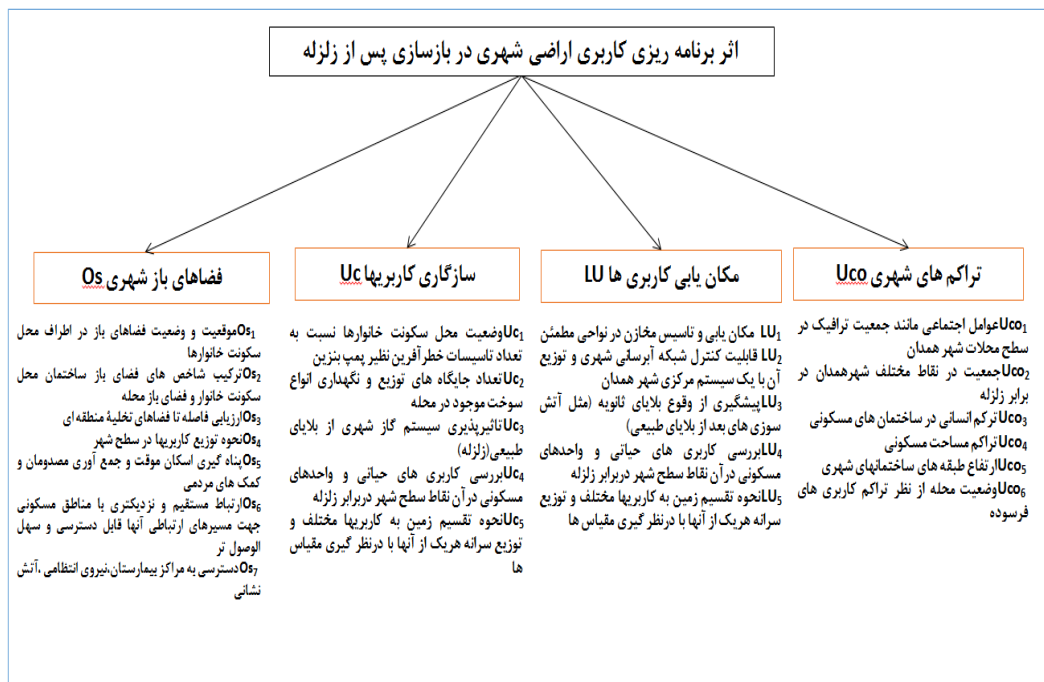 اثر برنامه ریزی کاربری اراضی شهری در بازسازی پس از زلزله
تراکم های شهری Uco
Uco1عوامل اجتماعی مانند جمعیت ترافیک در
سطح محلات شهر همدان
Uco2جمعیت در نقاط مختلف شهرهمدان در
برابر زلزله
Uco3ترکم انسانی در ساختمان های مسکونی
Uco4تراکم مساحت مسکونی
Uco5ارتفاع طبقه های ساختمانهای شهری
Uco6وضعیت محله از نظر تراکم کاربری های
فرسوده
مکان یابی کاربری ها LU
LU1 مکان یابی و تاسیس مخازن در نواحی مطمئن
LU2 قابلیت کنترل شبکه آبرسانی شهری و توزیع
آن با یک سیستم مرکزی شهر همدان
LU3پیشگیری از وقوع بلایای ثانویه (مثل آتش
سوزی های بعد از بلایای طبیعی)
LU4بررسی کاربری های حیاتی و واحدهای
مسکونی در آن نقاط سطح شهر دربرابر زلزله
LU5نحوه تقسیم زمین به کاربریها مختلف و توزیع
سرانه هریک از آنها با درنظر گیری مقیاس ها
سازگاری کاربریها Uc
Uc1وضعیت محل سکونت خانوارها نسبت به
تعداد تاسیسات خطرآفرین نظیر پمپ بنزین
Uc2تعداد جایگاه های توزیع و نگهداری انواع
سوخت موجود در محله
Uc3تاثیرپذیری سیستم گاز شهری از بلایای
طبیعی(زلزله)
Uc4بررسی کاربری های حیاتی و واحدهای
مسکونی در آن نقاط سطح شهر دربرابر زلزله
Uc5نحوه تقسیم زمین به کاربریها مختلف و
توزیع سرانه هریک از آنها با درنظر گیری مقیاس
ها
فضاهای باز شهری Os
Os1موقعیت و وضعیت فضاهای باز در اطراف محل
سکونت خانوارها
Os2ترکیب شاخص های فضای باز ساختمان محل
سکونت خانوار و فضای باز محله
Os3ارزیابی فاصله تا فضاهای تخلیۀ منطقه ای
Os4نحوه توزیع کاربریها در سطح شهر
Os5پناه گیری اسکان موقت و جمع آوری مصدومان و
کمک های مردمی
Os6ارتباط مستقیم و نزدیکتری با مناطق مسکونی
جهت مسیرهای ارتباطی آنها قابل دسترسی و سهل
الوصول تر
Os7دسترسی به مراکز بیمارستان،نیروی انتظامی ،آتش
نشانی